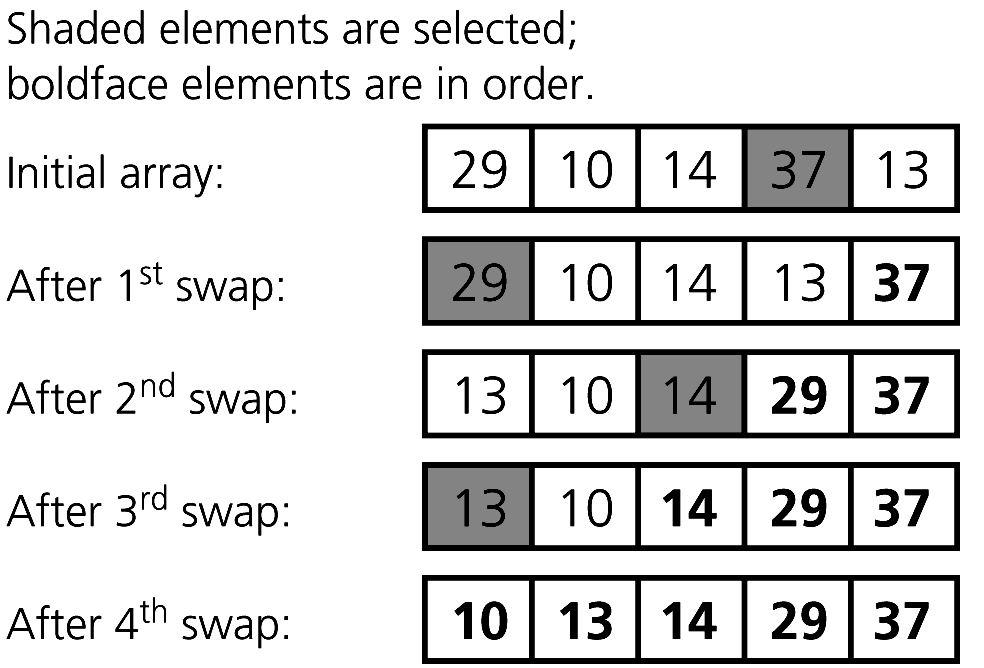 Shaded elements are selected;
boldface elements are in order.
Initial array: 29 10 14 37 13
After 1st swap: 29 10 14 13 37
After 2nd swap: 13 10 14 29 37
After 3rd swap: 13 10 14 29 37
After 4th swap: 10 13 14 29 37